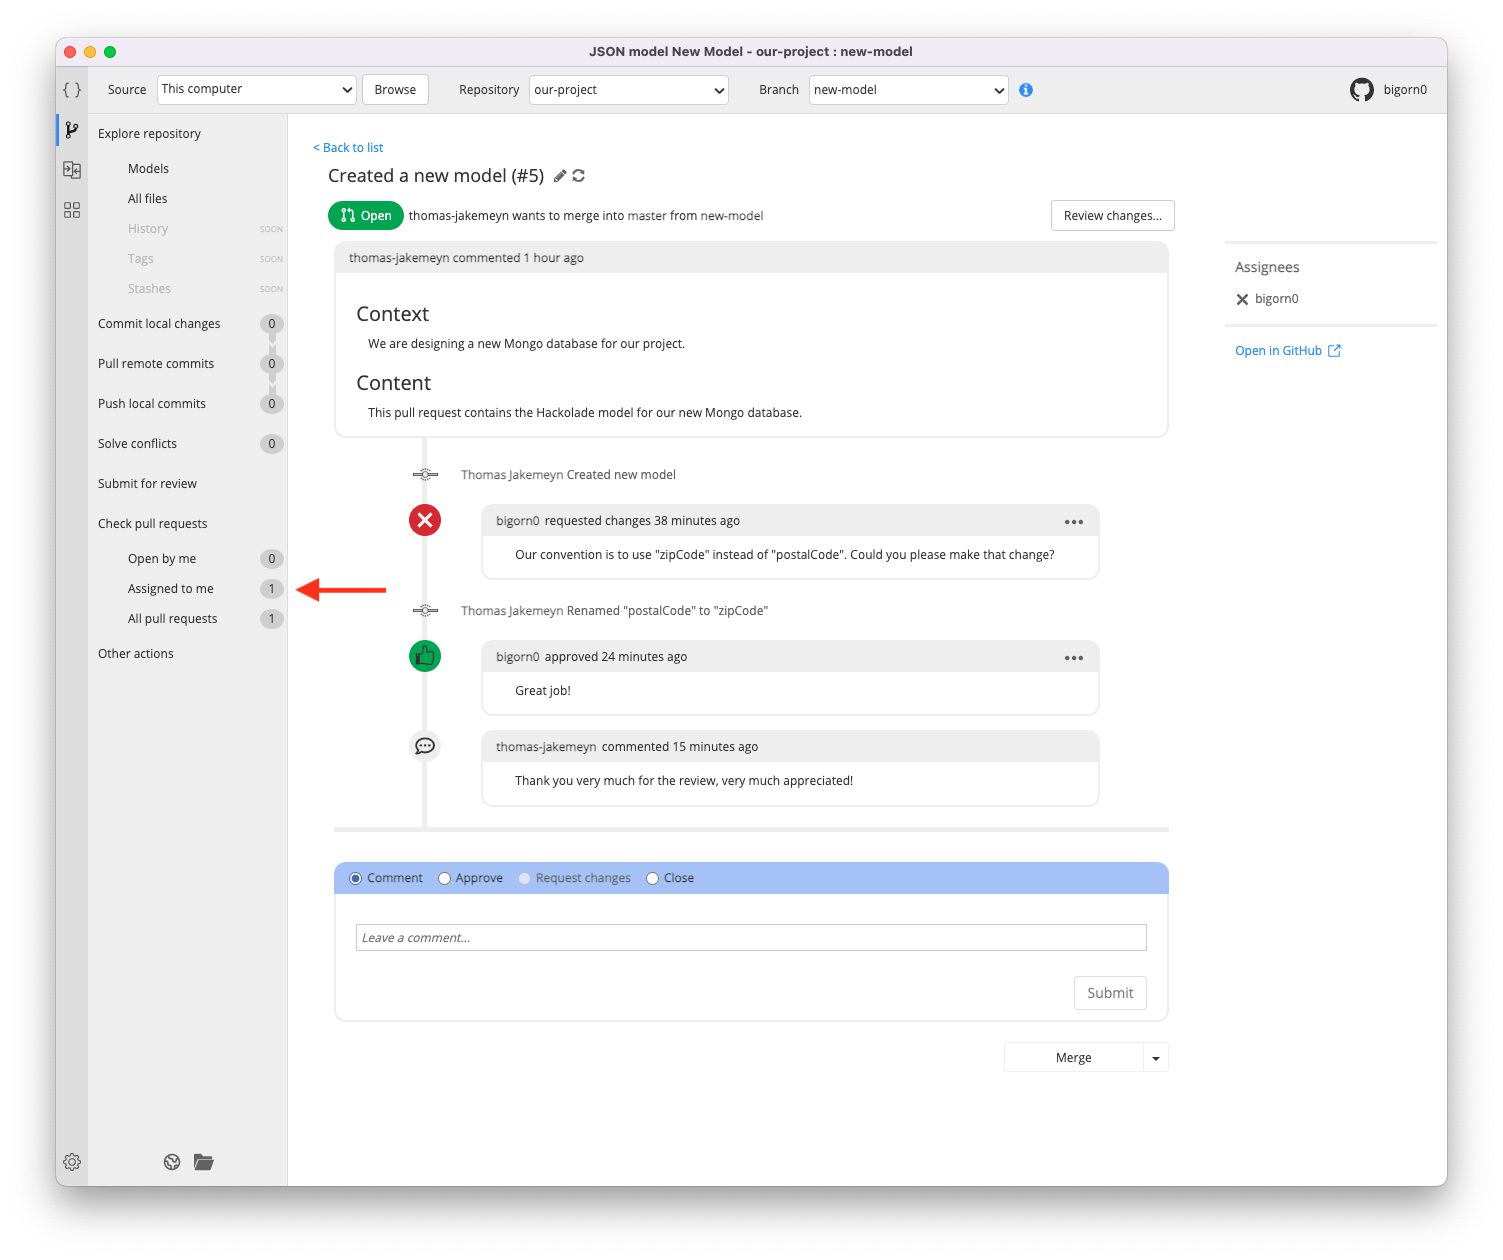 JSON model New Model - our-project : new-model
Source This computer Browse Repository our-project Branch new-model bigorn0
Explore repository
Models
All files
History SOON
Tags SOON
Stashes SOON
Commit local changes 0
Pull remote commits 0
Push local commits 0
Solve conflicts 0
Submit for review
Check pull requests
Open by me 0
Assigned to me 1
All pull requests 1
Other actions
< Back to list
Created a new model (#5)
Open thomas-jakemeyn wants to merge into master from new-model Review changes...
thomas-jakemeyn commented 1 hour ago
Context
We are designing a new Mongo database for our project.
Content
This pull request contains the Hackolade model for our new Mongo database.
Thomas Jakemeyn Created new model
bigorn0 requested changes 38 minutes ago
Our convention is to use "zipCode" instead of "postalCode". Could you please make that change?
Thomas Jakemeyn Renamed "postalCode" to "zipCode"
bigorn0 approved 24 minutes ago
Great job!
thomas-jakemeyn commented 15 minutes ago
Thank you very much for the review, very much appreciated!
Comment Approve Request changes Close
Leave a comment...
Submit
Merge
Assignees
bigorn0
Open in GitHub